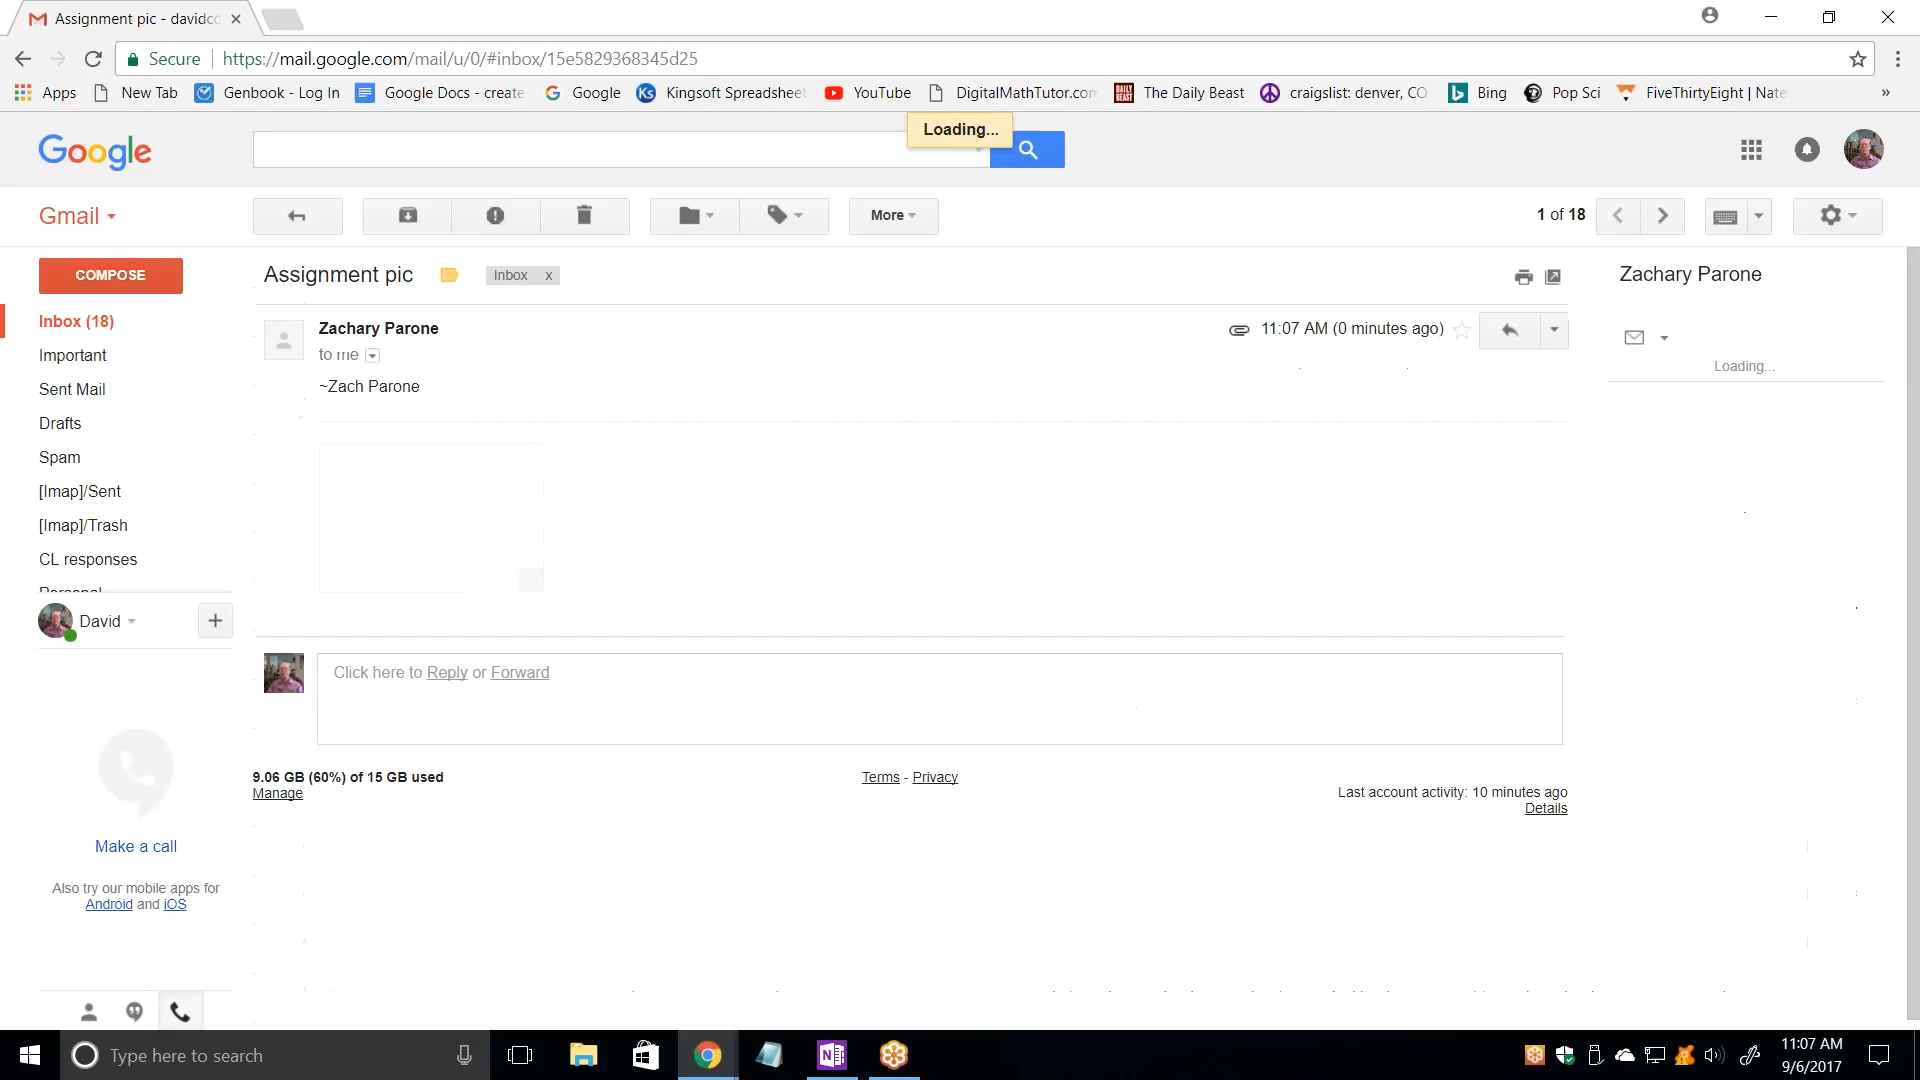 Assignment pic - davidc
Secure https://mail.google.com/mail/u/0/#inbox/15e5829368345d25
Apps New Tab Genbook - Log In Google Docs - create Google Kingsoft Spreadsheet YouTube DigitalMathTutor.com The Daily Beast craigslist: denver, CO Bing Pop Sci FiveThirtyEight | Nate »
Loading...
Google
Gmail
More
1 of 18
COMPOSE
Assignment pic
Inbox x
Zachary Parone
Inbox (18)
Important
Sent Mail
Drafts
Spam
[Imap]/Sent
[Imap]/Trash
CL responses
Personal
Zachary Parone
11:07 AM (0 minutes ago)
to me
~Zach Parone
Loading...
David
Click here to Reply or Forward
9.06 GB (60%) of 15 GB used
Manage
Terms - Privacy
Last account activity: 10 minutes ago
Details
Make a call
Also try our mobile apps for
Android and iOS
Type here to search
11:07 AM
9/6/2017